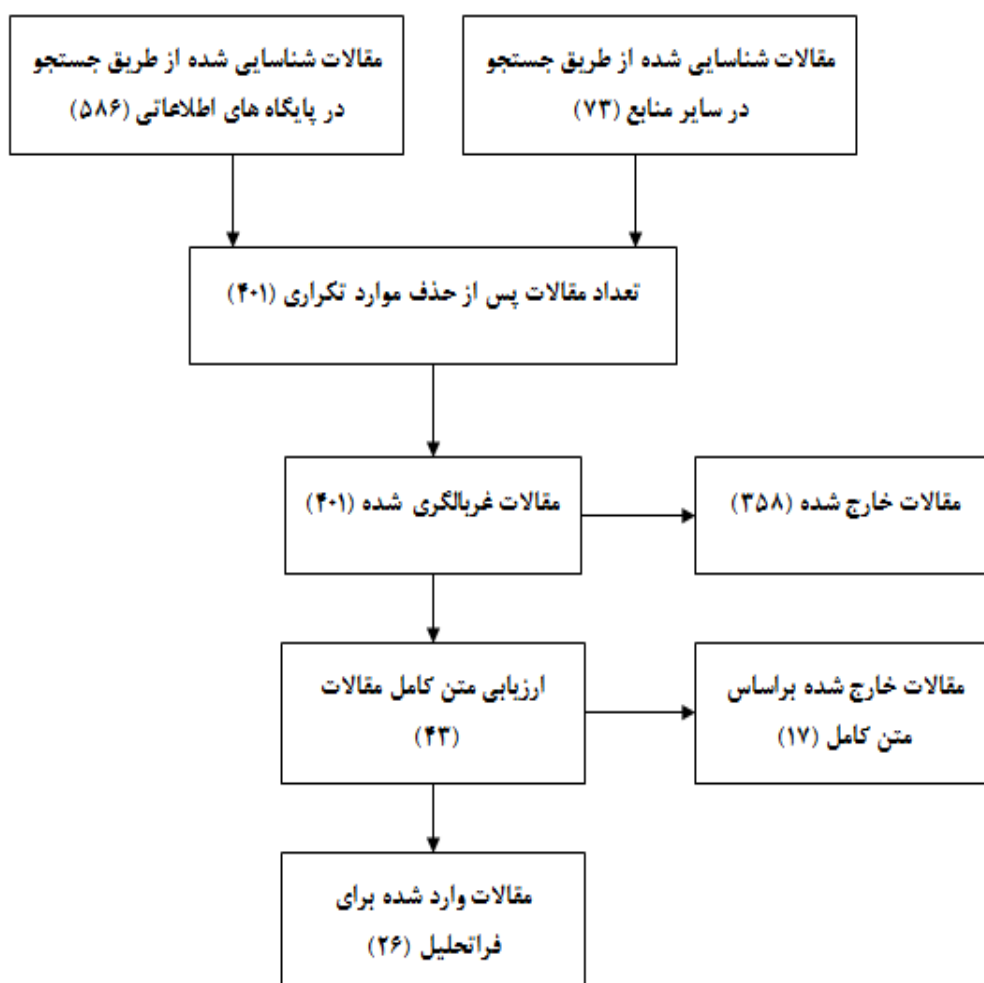 مقالات شناسایی شده از طریق جستجو
در سایر منابع (۷۳)
مقالات شناسایی شده از طریق جستجو
در پایگاه های اطلاعاتی (۵۸۶)
تعداد مقالات پس از حذف موارد تکراری (۴۰۱)
مقالات غربالگری شده (۴۰۱)
مقالات خارج شده (۳۵۸)
ارزیابی متن کامل مقالات
(۴۳)
مقالات خارج شده براساس
متن کامل (۱۷)
مقالات وارد شده برای
فراتحلیل (۲۶)